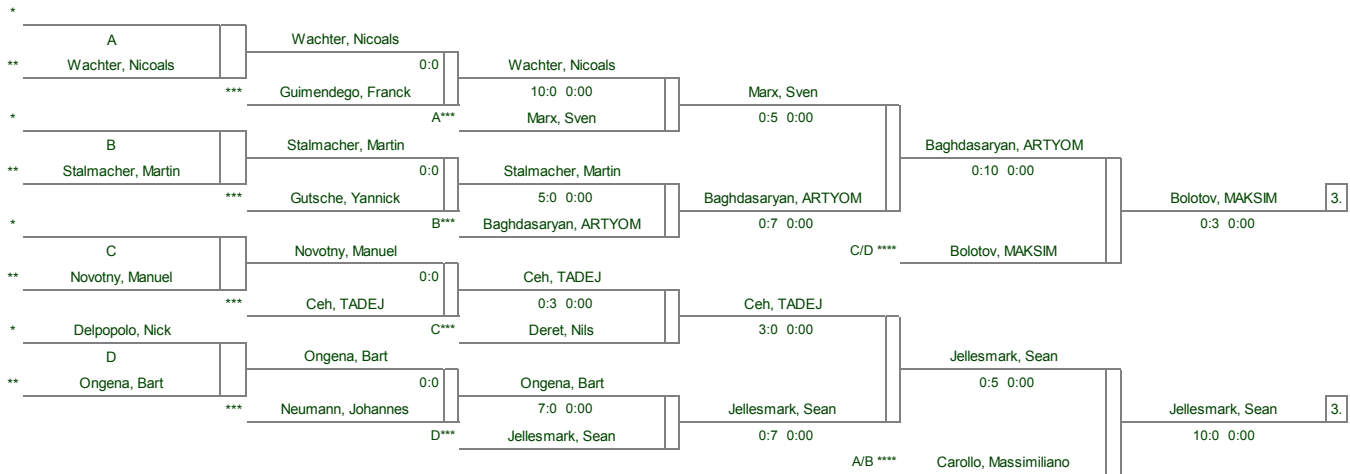 *
A
Wachter, Nicoals
** Wachter, Nicoals
0:0
Wachter, Nicoals
*** Guimendego, Franck
10:0 0:00
Marx, Sven
A*** Marx, Sven
0:5 0:00
*
B
Stalmacher, Martin
Baghdasaryan, ARTYOM
** Stalmacher, Martin
0:0
Stalmacher, Martin
0:10 0:00
*** Gutsche, Yannick
5:0 0:00
Baghdasaryan, ARTYOM
Bolotov, MAKSIM 3.
B*** Baghdasaryan, ARTYOM
0:7 0:00
0:3 0:00
*
C
Novotny, Manuel
C/D **** Bolotov, MAKSIM
** Novotny, Manuel
0:0
Ceh, TADEJ
*** Ceh, TADEJ
0:3 0:00
Ceh, TADEJ
* Delpopolo, Nick
C*** Deret, Nils
3:0 0:00
D
Ongena, Bart
Jellesmark, Sean
** Ongena, Bart
0:0
Ongena, Bart
0:5 0:00
*** Neumann, Johannes
7:0 0:00
Jellesmark, Sean
Jellesmark, Sean 3.
D*** Jellesmark, Sean
0:7 0:00
10:0 0:00
A/B **** Carollo, Massimiliano